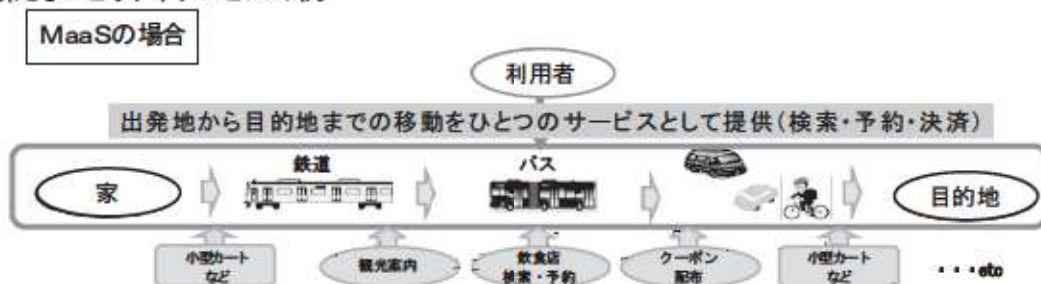 MaaSの場合
利用者
出発地から目的地までの移動をひとつのサービスとして提供(検索・予約・決済)
鉄道
バス
家
目的地
小型カート
など
観光案内
飲食店
検索・予約
クーポン
配布
小型カート
など
・・・etc